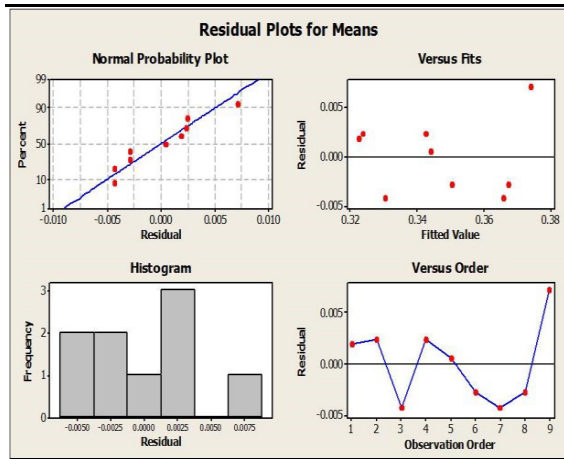 Residual Plots for Means
Normal Probability Plot
99
90
50
10
1
Percent
-0.010 -0.005 0.000 0.005 0.010
Residual
Versus Fits
0.005
0.000
-0.005
Residual
0.32 0.34 0.36 0.38
Fitted Value
Histogram
3
2
1
0
Frequency
-0.0050 -0.0025 0.0000 0.0025 0.0050 0.0075
Residual
Versus Order
0.005
0.000
-0.005
Residual
1 2 3 4 5 6 7 8 9
Observation Order